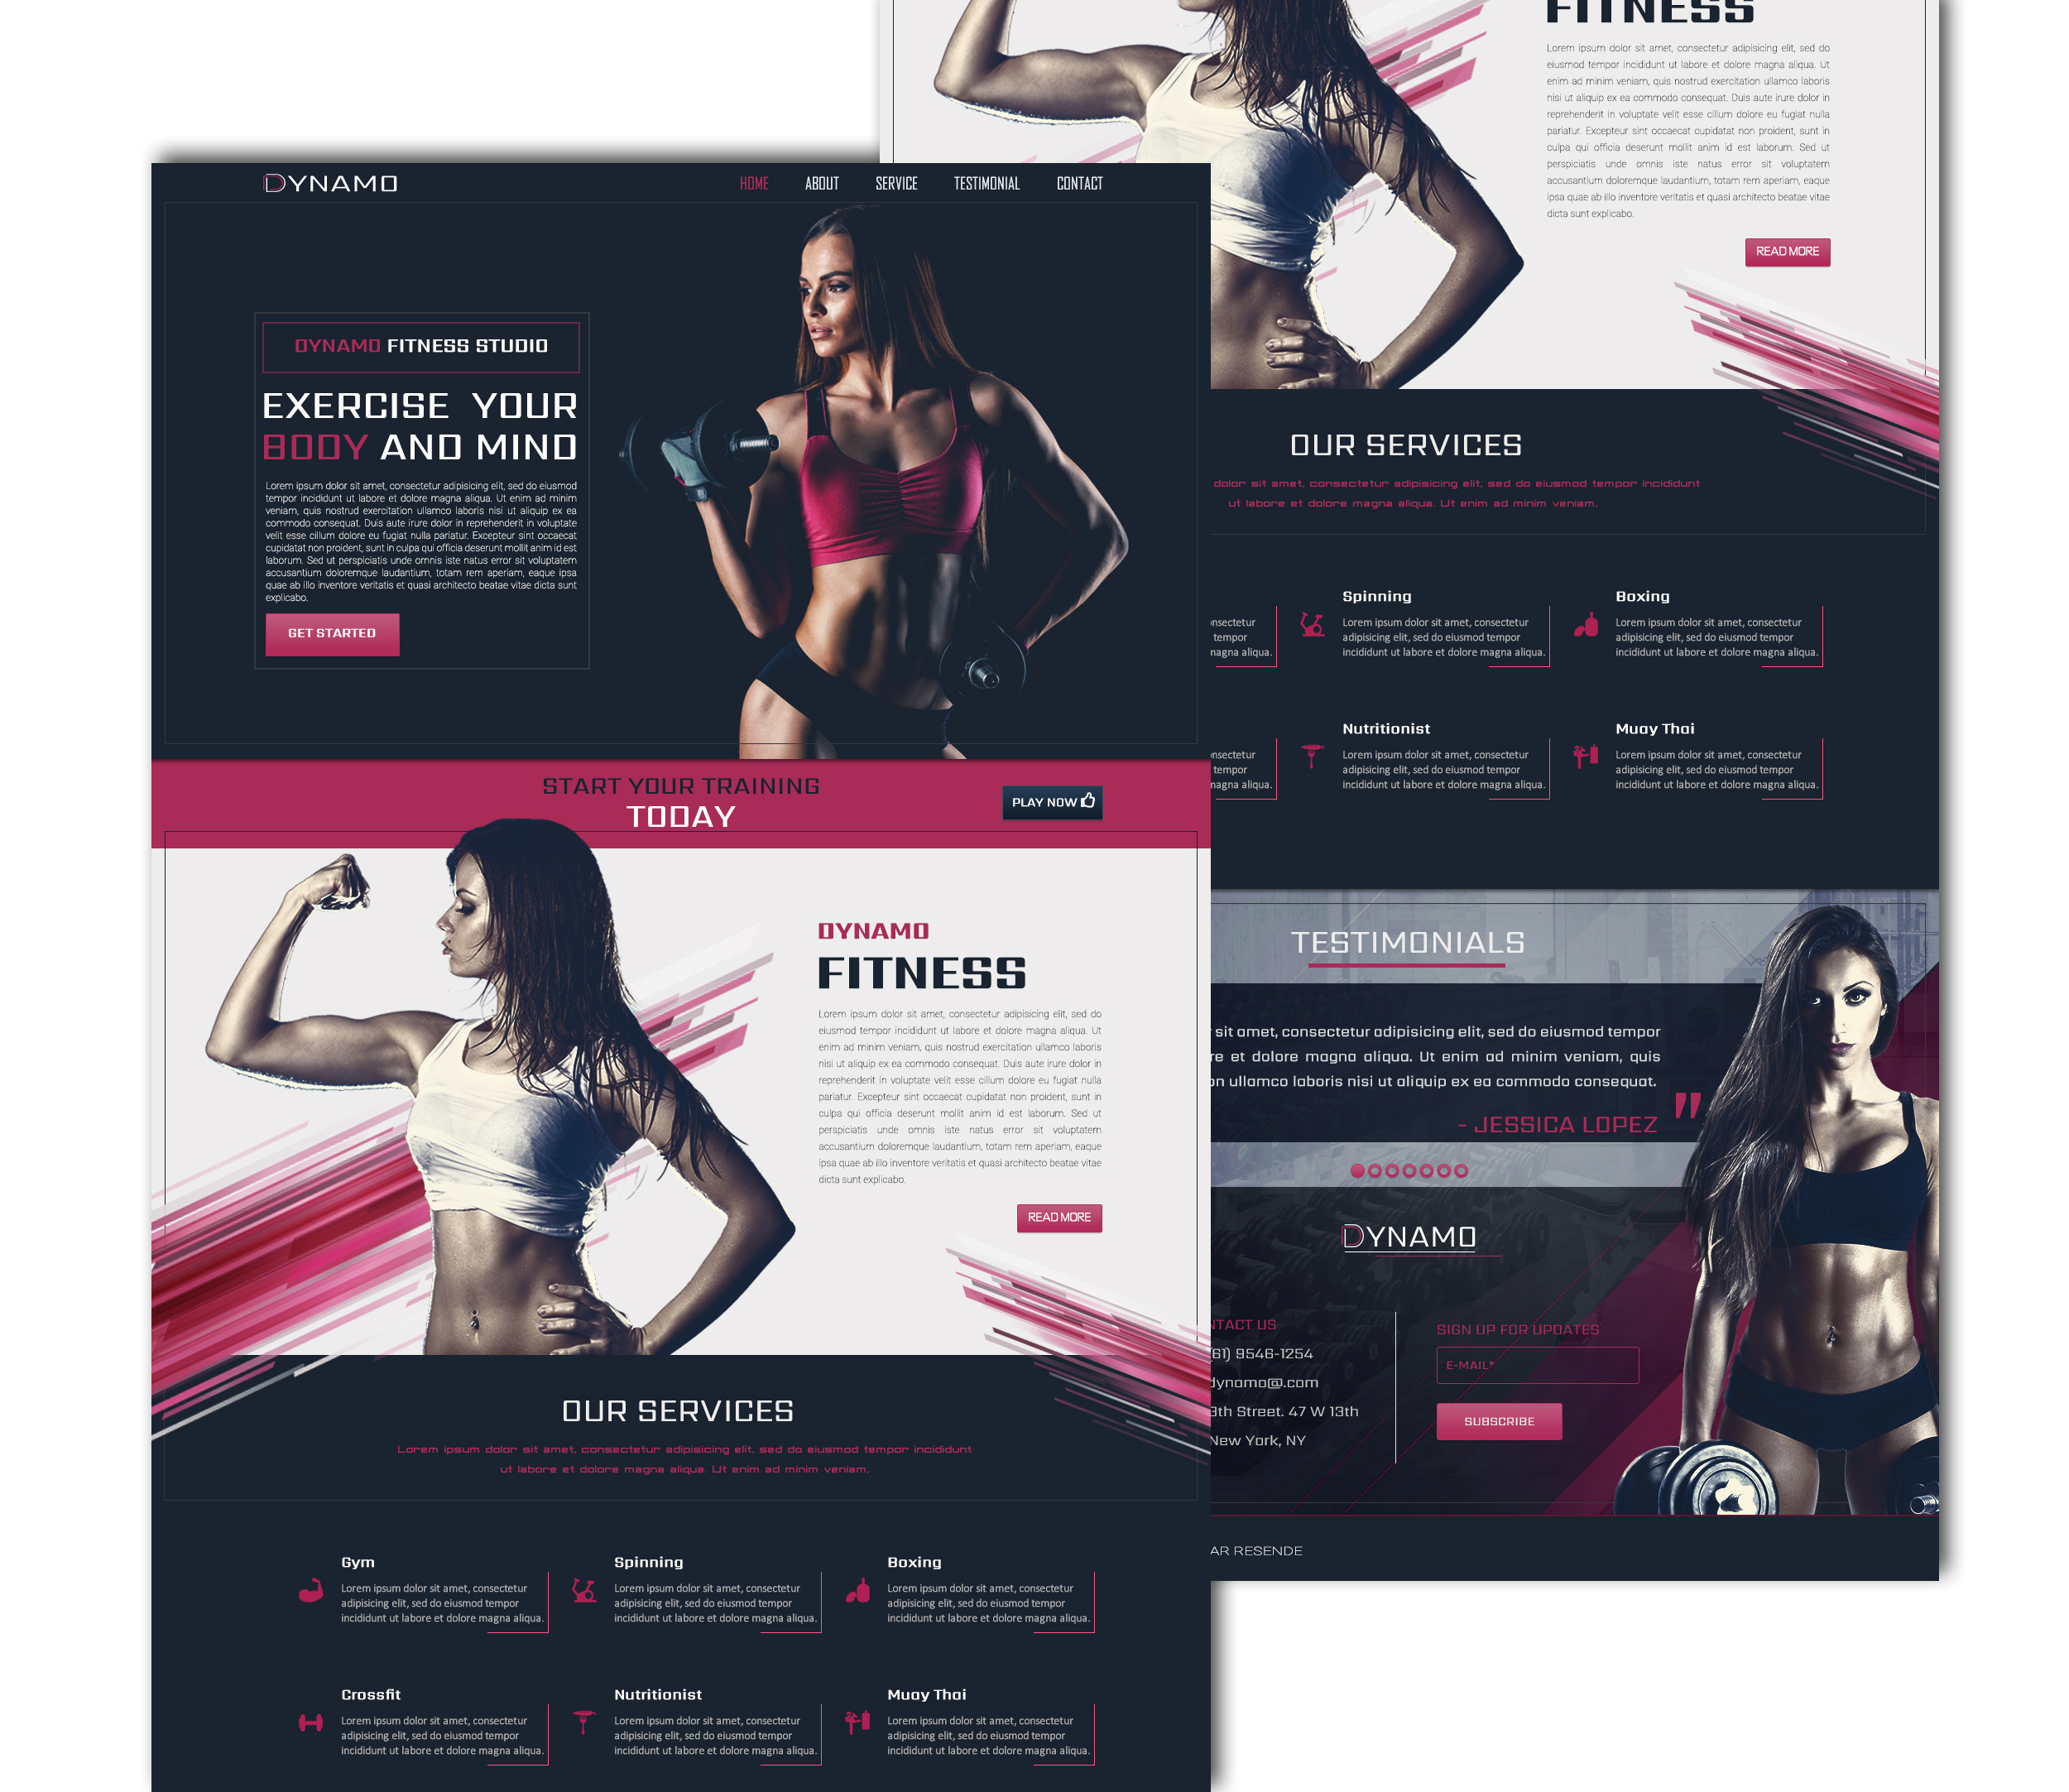 DYNAMO
HOME ABOUT SERVICE TESTIMONIAL CONTACT
DYNAMO FITNESS STUDIO
EXERCISE YOUR
BODY AND MIND
Lorem ipsum dolor sit amet, consectetur adipisicing elit, sed do eiusmod
tempor incididunt ut labore et dolore magna aliqua. Ut enim ad minim
veniam, quis nostrud exercitation ullamco laboris nisi ut aliquip ex ea
commodo consequat. Duis aute irure dolor in reprehenderit in voluptate
velit esse cillum dolore eu fugiat nulla pariatur. Excepteur sint occaecat
cupidatat non proident, sunt in culpa qui officia deserunt mollit anim id est
laborum. Sed ut perspiciatis unde omnis iste natus error sit voluptatem
accusantium doloremque laudantium, totam rem aperiam, eaque ipsa
quae ab illo inventore veritatis et quasi architecto beatae vitae dicta sunt
explicabo.
GET STARTED
START YOUR TRAINING
TODAY
PLAY NOW
DYNAMO
FITNESS
Lorem ipsum dolor sit amet, consectetur adipisicing elit, sed do
eiusmod tempor incididunt ut labore et dolore magna aliqua. Ut
enim ad minim veniam, quis nostrud exercitation ullamco laboris
nisi ut aliquip ex ea commodo consequat. Duis aute irure dolor in
reprehenderit in voluptate velit esse cillum dolore eu fugiat nulla
pariatur. Excepteur sint occaecat cupidatat non proident, sunt in
culpa qui officia deserunt mollit anim id est laborum. Sed ut
perspiciatis unde omnis iste natus error sit voluptatem
accusantium doloremque laudantium, totam rem aperiam, eaque
ipsa quae ab illo inventore veritatis et quasi architecto beatae vitae
dicta sunt explicabo.
READ MORE
OUR SERVICES
Lorem ipsum dolor sit amet, consectetur adipisicing elit, sed do eiusmod tempor incididunt
ut labore et dolore magna aliqua. Ut enim ad minim veniam,
Gym
Lorem ipsum dolor sit amet, consectetur
adipisicing elit, sed do eiusmod tempor
incididunt ut labore et dolore magna aliqua.
Spinning
Lorem ipsum dolor sit amet, consectetur
adipisicing elit, sed do eiusmod tempor
incididunt ut labore et dolore magna aliqua.
Boxing
Lorem ipsum dolor sit amet, consectetur
adipisicing elit, sed do eiusmod tempor
incididunt ut labore et dolore magna aliqua.
Crossfit
Lorem ipsum dolor sit amet, consectetur
adipisicing elit, sed do eiusmod tempor
incididunt ut labore et dolore magna aliqua.
Nutritionist
Lorem ipsum dolor sit amet, consectetur
adipisicing elit, sed do eiusmod tempor
incididunt ut labore et dolore magna aliqua.
Muay Thai
Lorem ipsum dolor sit amet, consectetur
adipisicing elit, sed do eiusmod tempor
incididunt ut labore et dolore magna aliqua.
FITNESS
Lorem ipsum dolor sit amet, consectetur adipisicing elit, sed do
eiusmod tempor incididunt ut labore et dolore magna aliqua. Ut
enim ad minim veniam, quis nostrud exercitation ullamco laboris
nisi ut aliquip ex ea commodo consequat. Duis aute irure dolor in
reprehenderit in voluptate velit esse cillum dolore eu fugiat nulla
pariatur. Excepteur sint occaecat cupidatat non proident, sunt in
culpa qui officia deserunt mollit anim id est laborum. Sed ut
perspiciatis unde omnis iste natus error sit voluptatem
accusantium doloremque laudantium, totam rem aperiam, eaque
ipsa quae ab illo inventore veritatis et quasi architecto beatae vitae
dicta sunt explicabo.
READ MORE
OUR SERVICES
dolor sit amet, consectetur adipisicing elit, sed do eiusmod tempor incididunt
ut labore et dolore magna aliqua. Ut enim ad minim veniam,
onsectetur
tempor
magna aliqua.
Spinning
Lorem ipsum dolor sit amet, consectetur
adipisicing elit, sed do eiusmod tempor
incididunt ut labore et dolore magna aliqua.
Boxing
Lorem ipsum dolor sit amet, consectetur
adipisicing elit, sed do eiusmod tempor
incididunt ut labore et dolore magna aliqua.
onsectetur
tempor
magna aliqua.
Nutritionist
Lorem ipsum dolor sit amet, consectetur
adipisicing elit, sed do eiusmod tempor
incididunt ut labore et dolore magna aliqua.
Muay Thai
Lorem ipsum dolor sit amet, consectetur
adipisicing elit, sed do eiusmod tempor
incididunt ut labore et dolore magna aliqua.
TESTIMONIALS
sit amet, consectetur adipisicing elit, sed do eiusmod tempor
re et dolore magna aliqua. Ut enim ad minim veniam, quis
on ullamco laboris nisi ut aliquip ex ea commodo consequat.
"
- JESSICA LOPEZ
DYNAMO
NTACT US
(61) 9546-1254
dynamo@.com
3th Street. 47 W 13th
New York, NY
SIGN UP FOR UPDATES
E-MAIL*
SUBSCRIBE
AR RESENDE